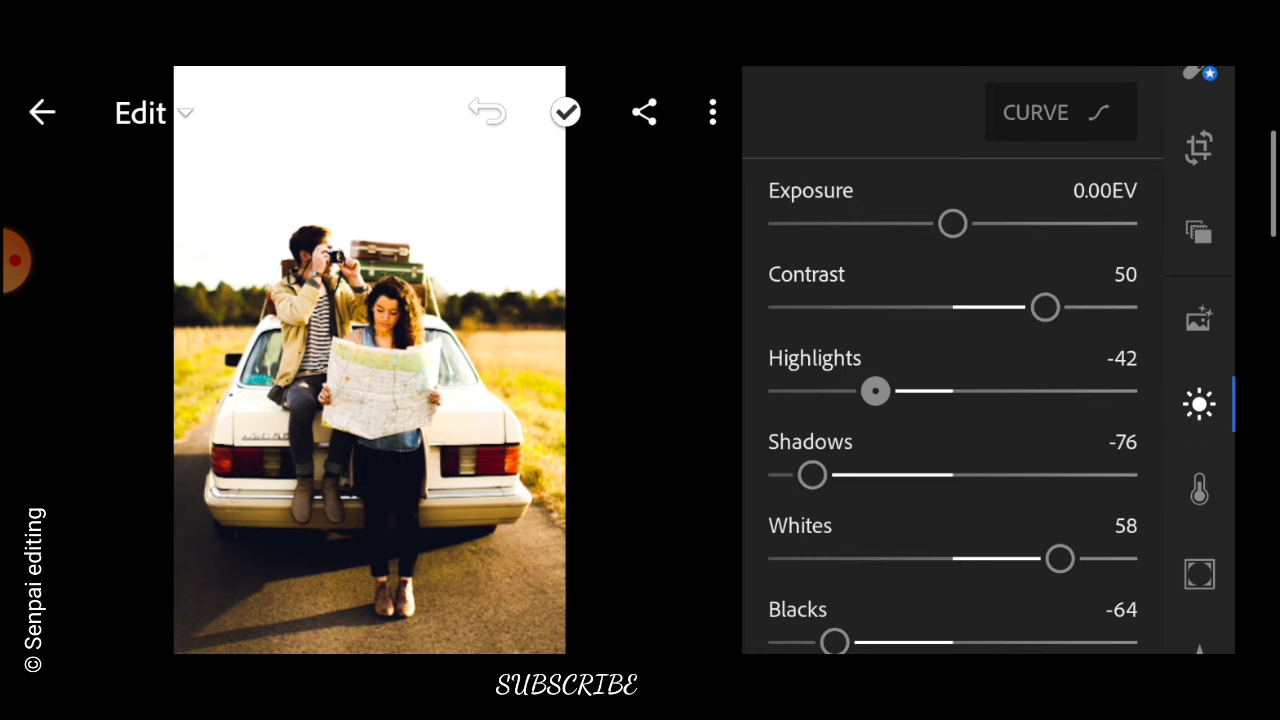 Edit
CURVE
Exposure 0.00EV
Contrast 50
Highlights -42
Shadows -76
Whites 58
Blacks -64
© Senpai editing
SUBSCRIBE